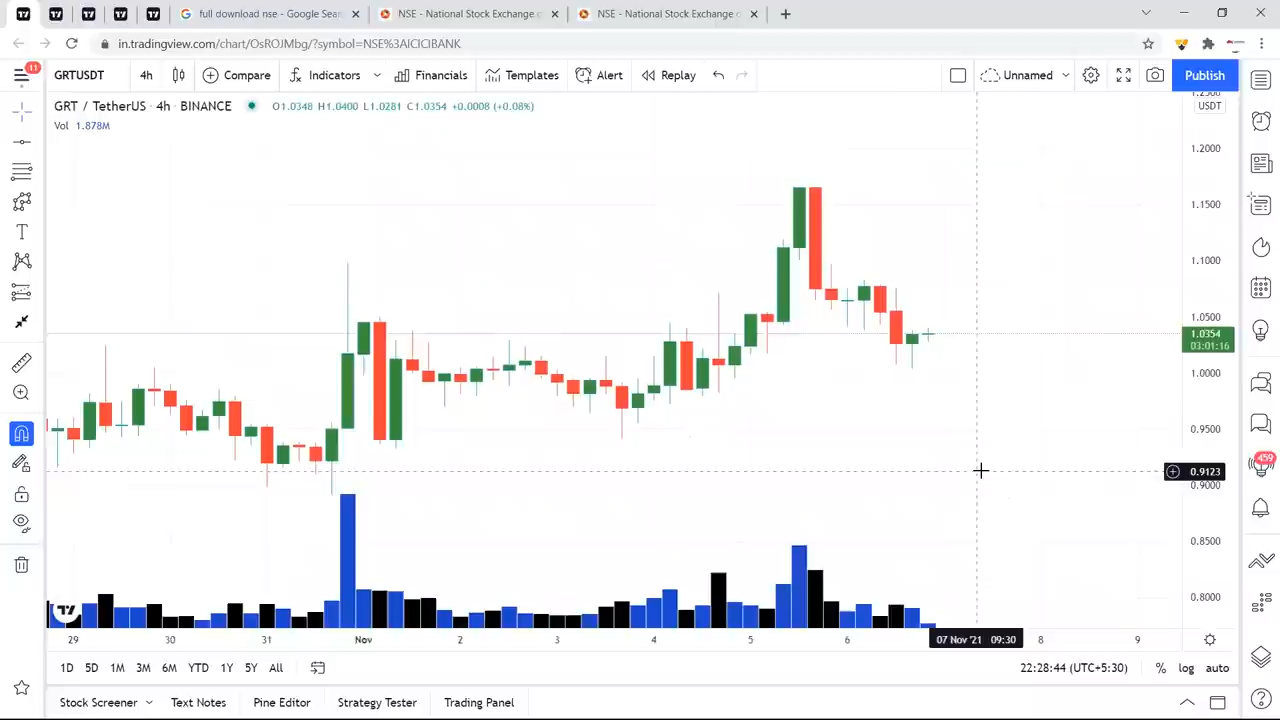 full download nse - Google Sear
NSE - National Stock Exchange o
NSE - National Stock Exchange o
in.tradingview.com/chart/OsROJMbg/?symbol=NSE%3AICICIBANK
11
GRTUSDT 4h Compare Indicators Financials Templates Alert Replay Unnamed Publish
GRT / TetherUS · 4h · BINANCE O1.0348 H1.0400 L1.0281 C1.0354 +0.0008 (+0.08%)
Vol 1.878M
1.2500
USDT
1.2000
1.1500
1.1000
1.0500
1.0354
03:01:16
1.0000
0.9500
0.9123
0.9000
0.8500
0.8000
459
29 30 31 Nov 2 3 4 5 6 07 Nov '21 09:30 8 9
1D 5D 1M 3M 6M YTD 1Y 5Y All 22:28:44 (UTC+5:30) % log auto
Stock Screener Text Notes Pine Editor Strategy Tester Trading Panel